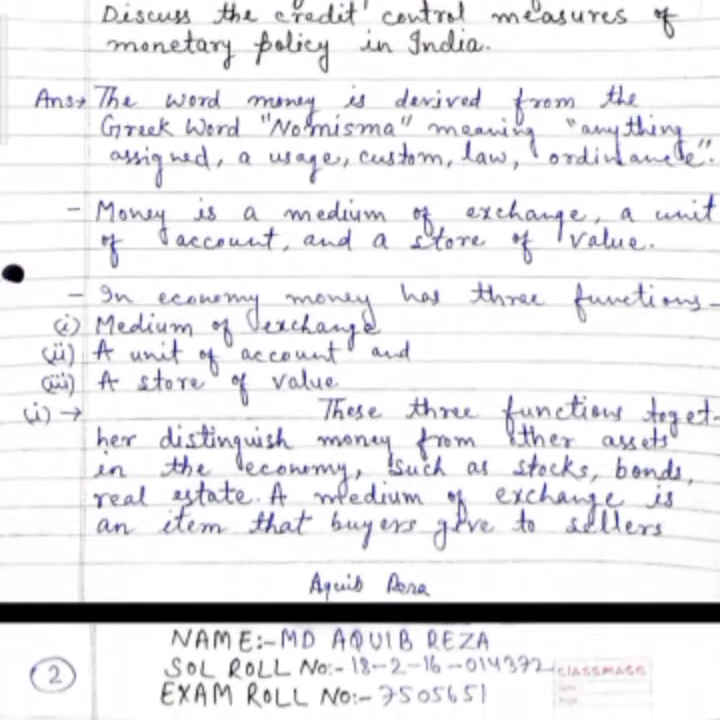 Discuss the credit control measures of
monetary policy in India.
Ans→ The word money is derived from the
Greek Word "Nomisma" meaning "anything
assigned, a usage, custom, law, ordinance".
- Money is a medium of exchange, a unit
of account, and a store of value.
- In economy money has three functions-
(i) Medium of exchange
(ii) A unit of account and
(iii) A store of value
(i) → These three functions toget-
her distinguish money from other assets
in the economy, such as stocks, bonds,
real estate. A medium of exchange is
an item that buyers give to sellers
Aquib Reza
NAME:-MD AQUIB REZA
2 SOL ROLL No:- 18-2-16-014372 CLASSMATE
EXAM ROLL No:- 7505651